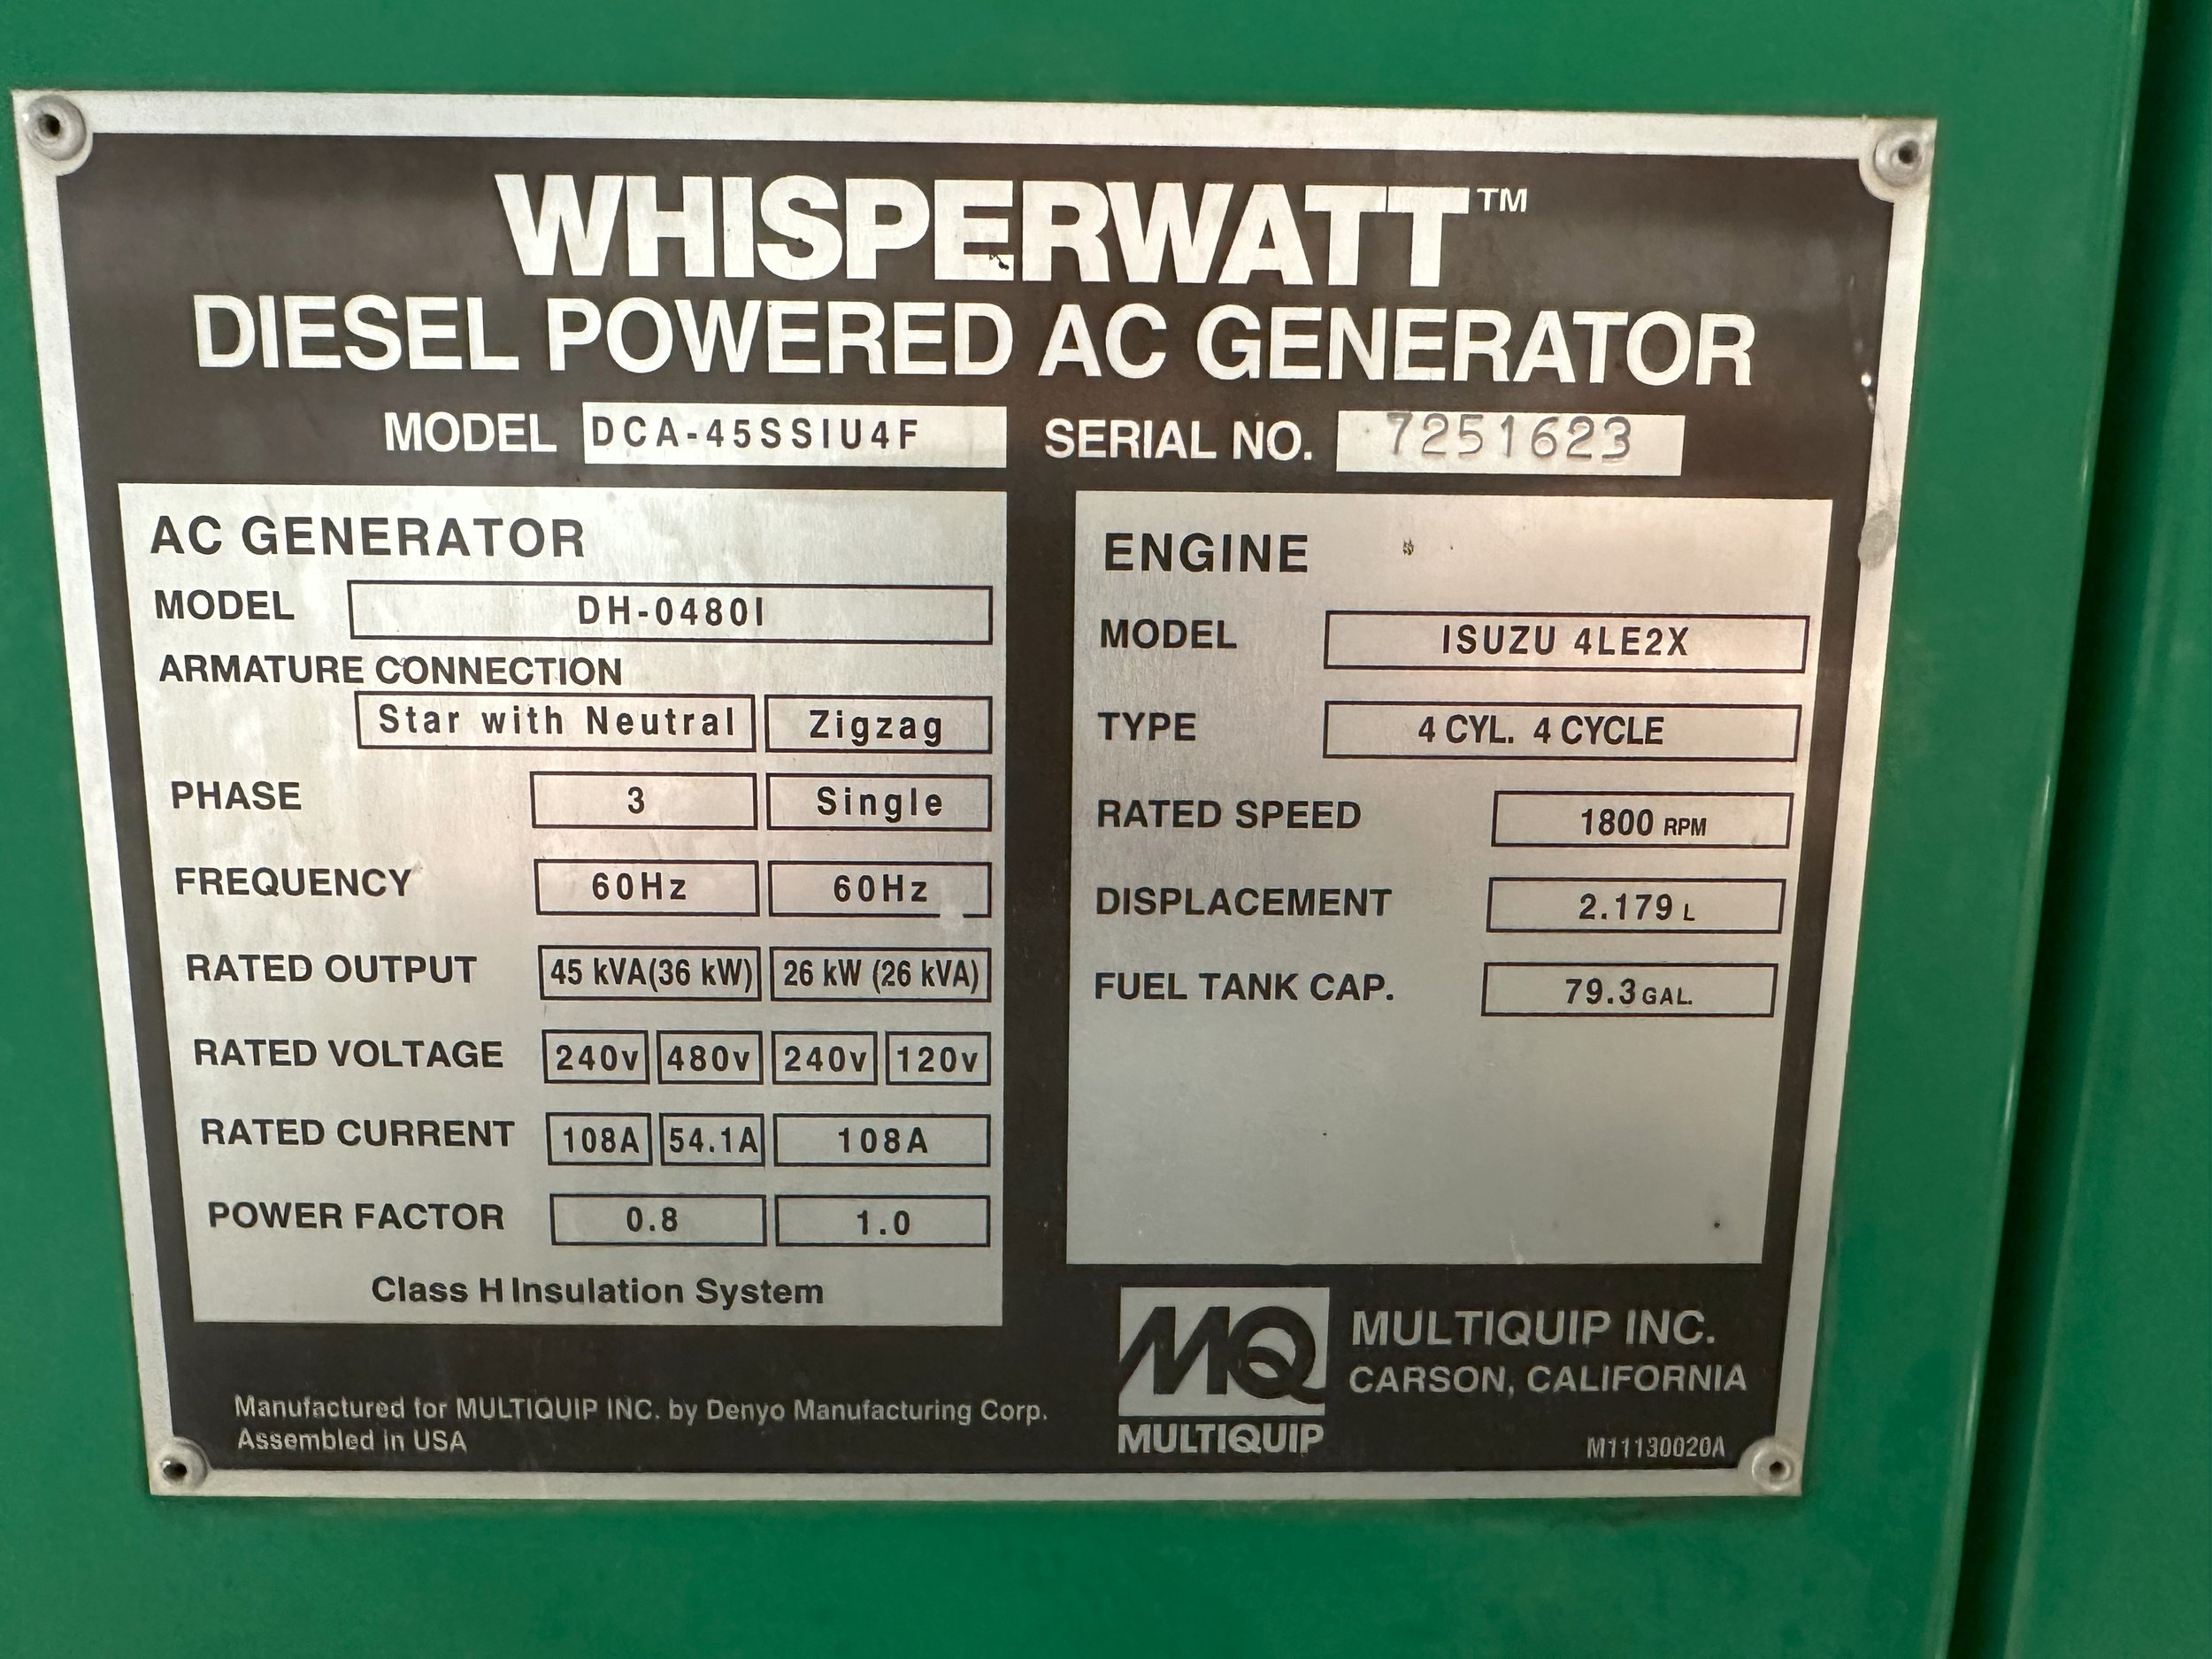 WHISPERWATT™
DIESEL POWERED AC GENERATOR
MODEL DCA-45SSIU4F SERIAL NO. 7251623
AC GENERATOR
MODEL DH-0480I
ARMATURE CONNECTION
Star with Neutral Zigzag
PHASE 3 Single
FREQUENCY 60Hz 60Hz
RATED OUTPUT 45 kVA(36 kW) 26 kW (26 kVA)
RATED VOLTAGE 240v 480v 240v 120v
RATED CURRENT 108A 54.1A 108A
POWER FACTOR 0.8 1.0
Class H Insulation System
ENGINE
MODEL ISUZU 4LE2X
TYPE 4 CYL. 4 CYCLE
RATED SPEED 1800 RPM
DISPLACEMENT 2.179 L
FUEL TANK CAP. 79.3 GAL.
Manufactured for MULTIQUIP INC. by Denyo Manufacturing Corp.
Assembled in USA
MQ
MULTIQUIP
MULTIQUIP INC.
CARSON, CALIFORNIA
M11130020A